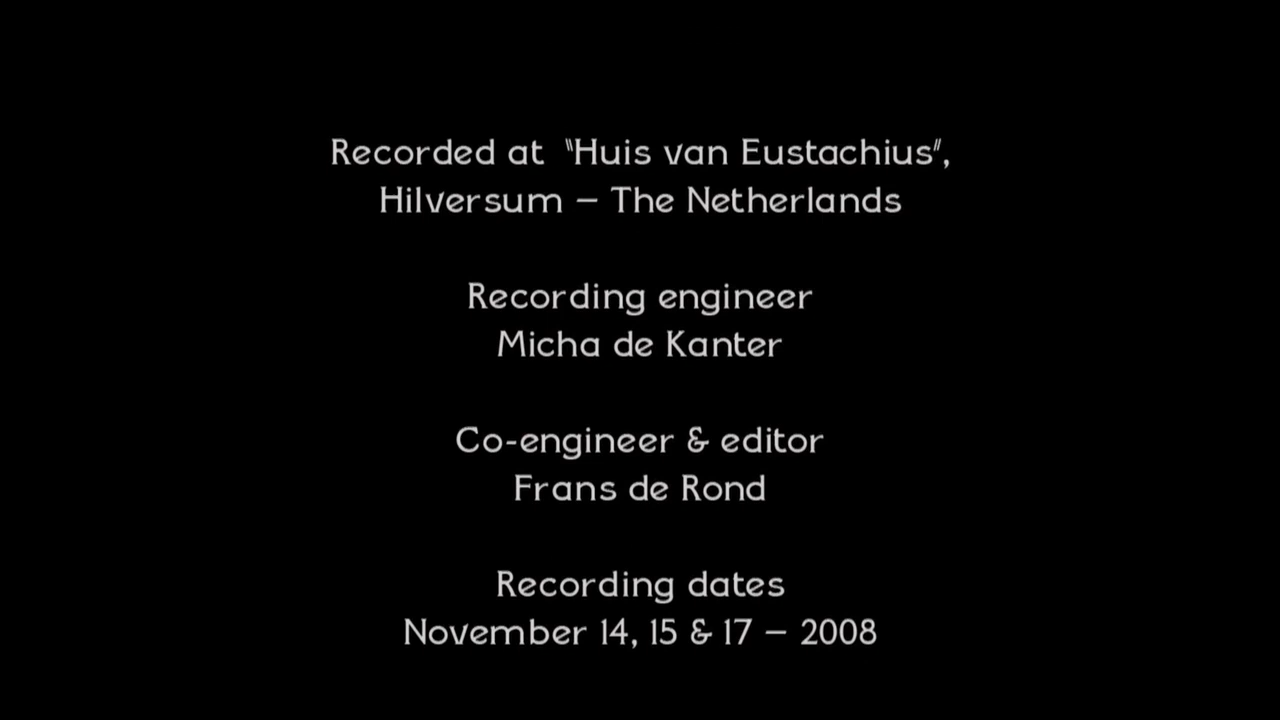 Recorded at "Huis van Eustachius",
Hilversum – The Netherlands
Recording engineer
Micha de Kanter
Co-engineer & editor
Frans de Rond
Recording dates
November 14, 15 & 17 – 2008